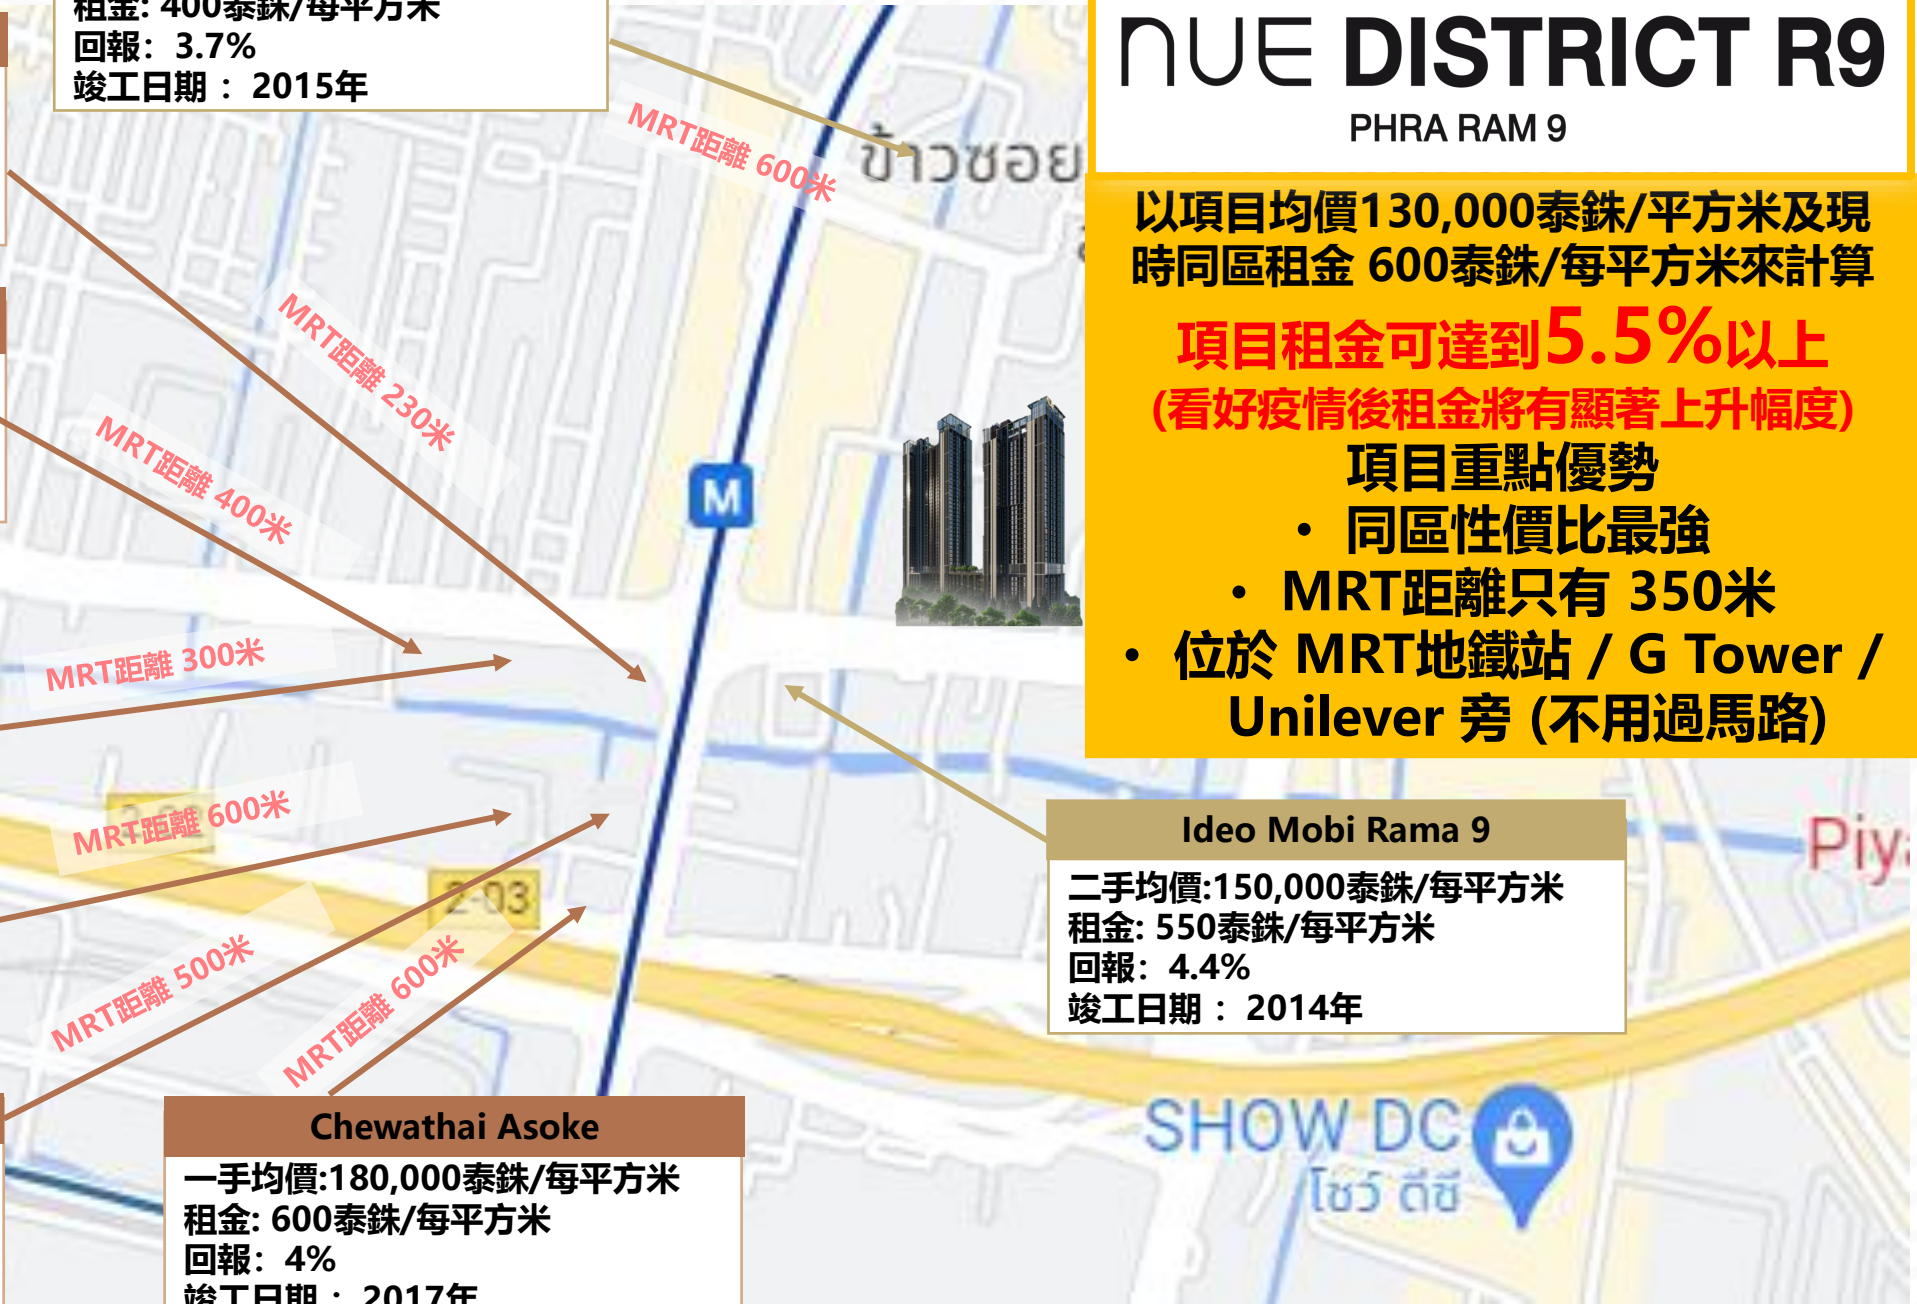 租金: 400泰銖/每平方米
回報：3.7%
竣工日期 ： 2015年
NUE DISTRICT R9
PHRA RAM 9
以項目均價130,000泰銖/平方米及現
時同區租金 600泰銖/每平方米來計算
項目租金可達到5.5%以上
(看好疫情後租金將有顯著上升幅度)
項目重點優勢
• 同區性價比最強
• MRT距離只有 350米
• 位於 MRT地鐵站 / G Tower /
Unilever 旁 (不用過馬路)
MRT距離 600米
ข้าวซอย
MRT距離 230米
MRT距離 400米
M
MRT距離 300米
MRT距離 600米
2-03
MRT距離 500米
MRT距離 600米
Ideo Mobi Rama 9
二手均價:150,000泰銖/每平方米
租金: 550泰銖/每平方米
回報：4.4%
竣工日期 ： 2014年
Piy
SHOW DC
โชว์ ดีซี
Chewathai Asoke
一手均價:180,000泰銖/每平方米
租金: 600泰銖/每平方米
回報：4%
竣工日期 ： 2017年